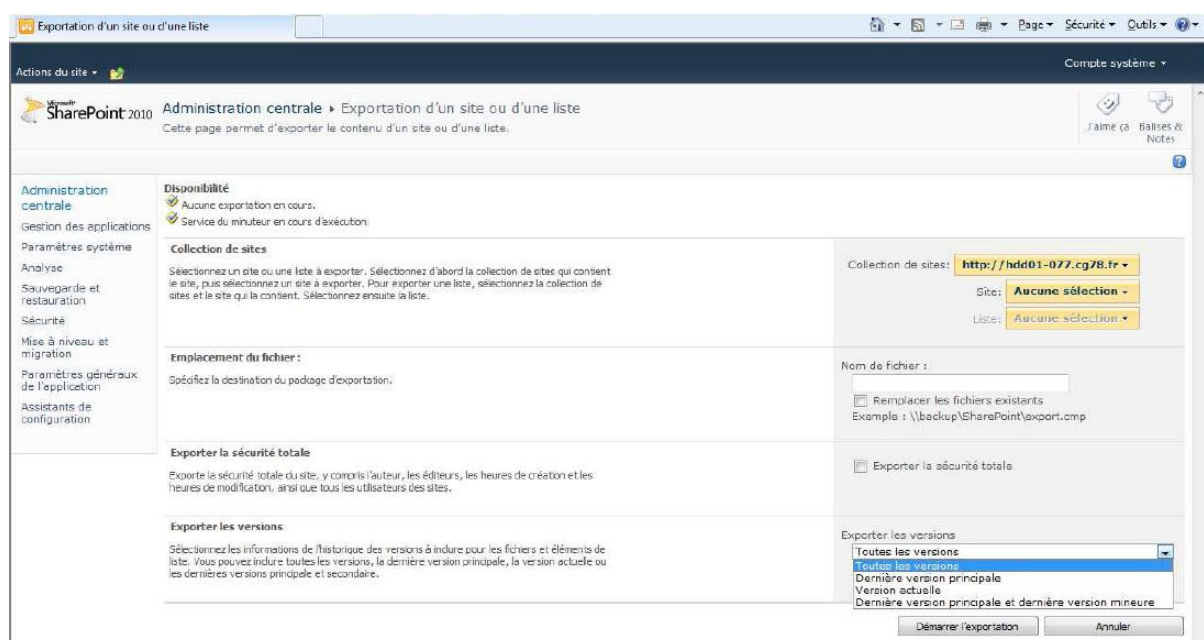 Exportation d'un site ou d'une liste
Page
Sécurité
Outils
Actions du site
Compte système
Microsoft
SharePoint 2010
Administration centrale
Exportation d'un site ou d'une liste
Cette page permet d'exporter le contenu d'un site ou d'une liste.
J'aime ça
Balises &
Notes
Administration
centrale
Gestion des applications
Paramètres système
Analyse
Sauvegarde et
restauration
Sécurité
Mise à niveau et
migration
Paramètres généraux
de l'application
Assistants de
configuration
Disponibilité
Aucune exportation en cours.
Service du minuteur en cours d'exécution.
Collection de sites
Sélectionnez un site ou une liste à exporter. Sélectionnez d'abord la collection de sites qui contient
le site, puis sélectionnez un site à exporter. Pour exporter une liste, sélectionnez la collection de
sites et le site qui la contient. Sélectionnez ensuite la liste.
Collection de sites: http://hdd01-077.cg78.fr
Site: Aucune sélection
Liste: Aucune sélection
Emplacement du fichier :
Spécifiez la destination du package d'exportation.
Nom de fichier :
Remplacer les fichiers existants
Example : \\backup\SharePoint\export.cmp
Exporter la sécurité totale
Exporte la sécurité totale du site, y compris l'auteur, les éditeurs, les heures de création et les
heures de modification, ainsi que tous les utilisateurs des sites.
Exporter la sécurité totale
Exporter les versions
Sélectionnez les informations de l'historique des versions à inclure pour les fichiers et éléments de
liste. Vous pouvez inclure toutes les versions, la dernière version principale, la version actuelle ou
les dernières versions principale et secondaire.
Exporter les versions
Toutes les versions
Toutes les versions
Dernière version principale
Version actuelle
Dernière version principale et dernière version mineure
Démarrer l'exportation
Annuler